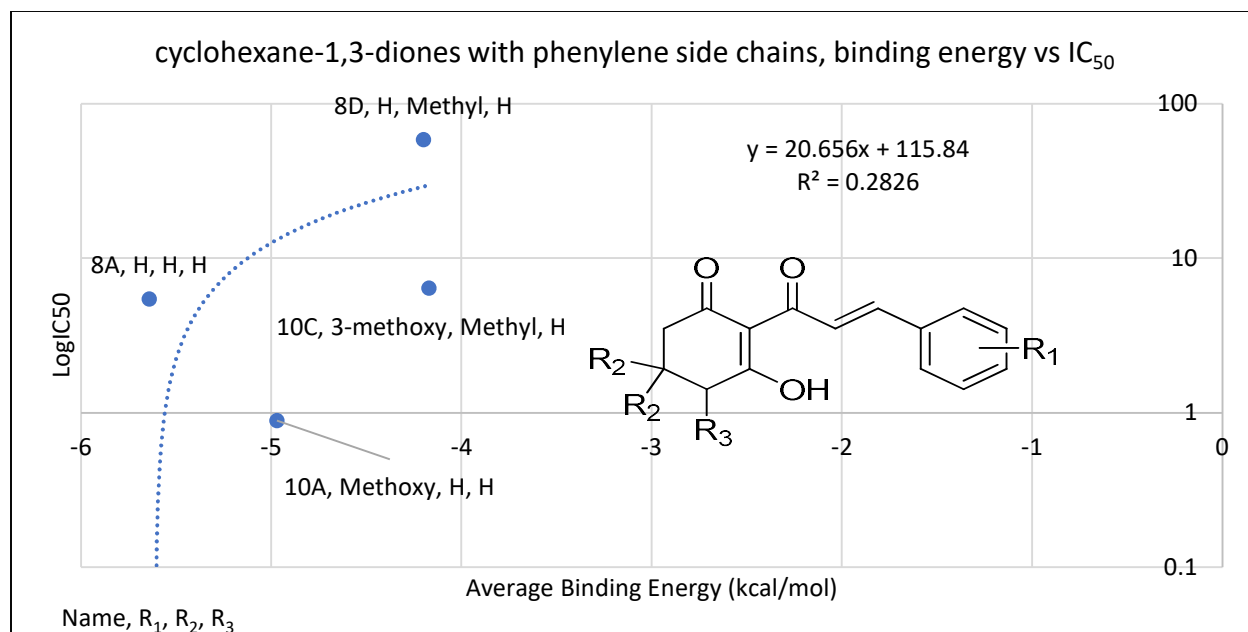 cyclohexane-1,3-diones with phenylene side chains, binding energy vs IC₅₀
8D, H, Methyl, H
100
y = 20.656x + 115.84
R² = 0.2826
8A, H, H, H
10
LogIC50
10C, 3-methoxy, Methyl, H
O O
R₂
R₂
R₃
OH
R₁
1
-6 -5 -4 -3 -2 -1 0
10A, Methoxy, H, H
0.1
Average Binding Energy (kcal/mol)
Name, R₁, R₂, R₃